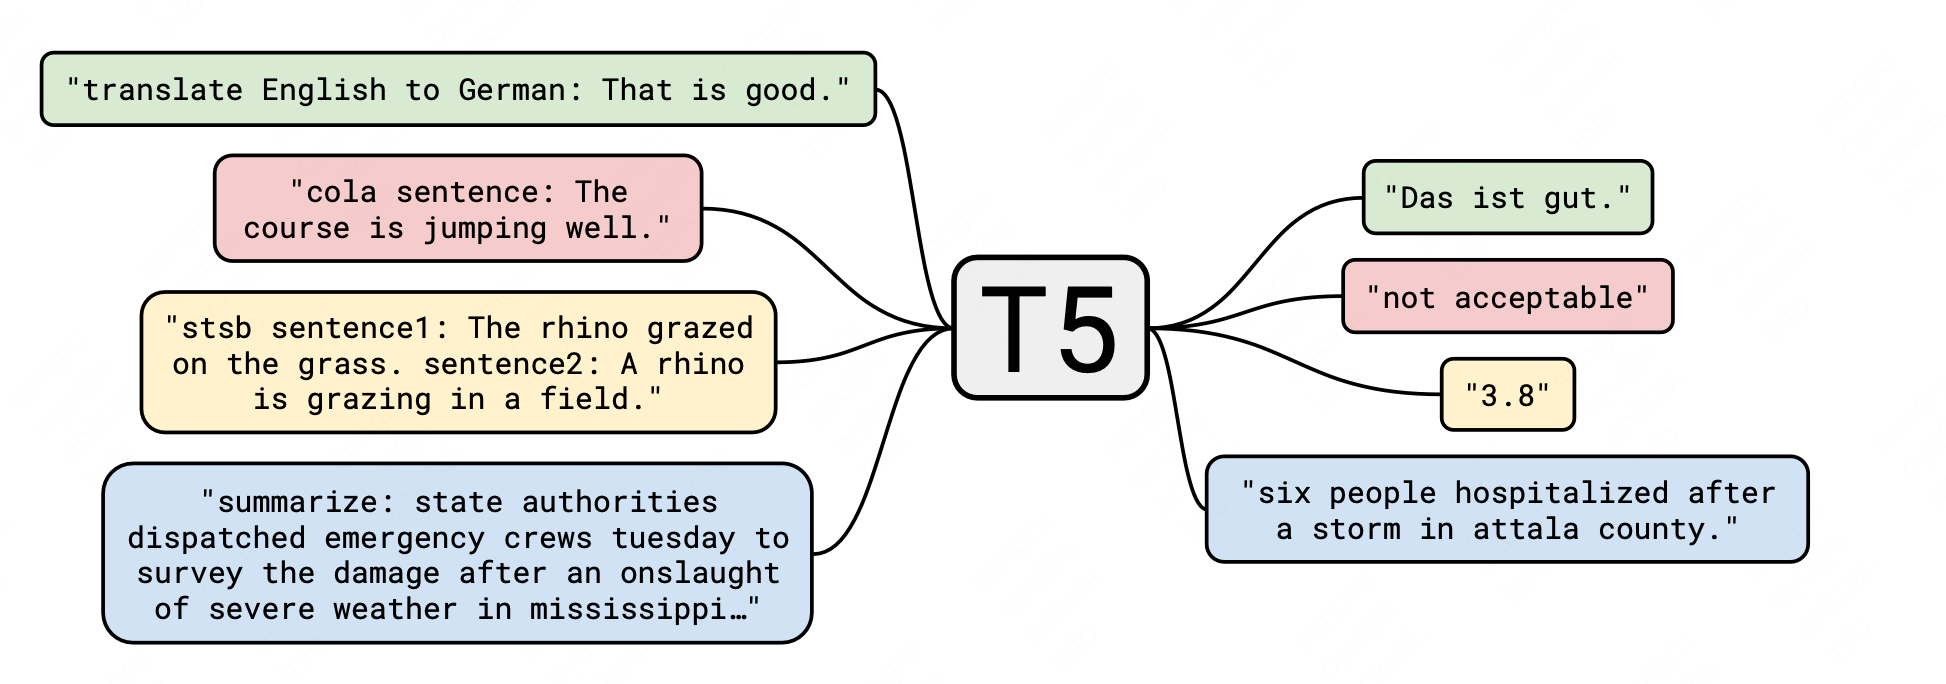 "translate English to German: That is good."
"cola sentence: The
course is jumping well."
"stsb sentence1: The rhino grazed
on the grass. sentence2: A rhino
is grazing in a field."
"summarize: state authorities
dispatched emergency crews tuesday to
survey the damage after an onslaught
of severe weather in mississippi…"
T5
"Das ist gut."
"not acceptable"
"3.8"
"six people hospitalized after
a storm in attala county."